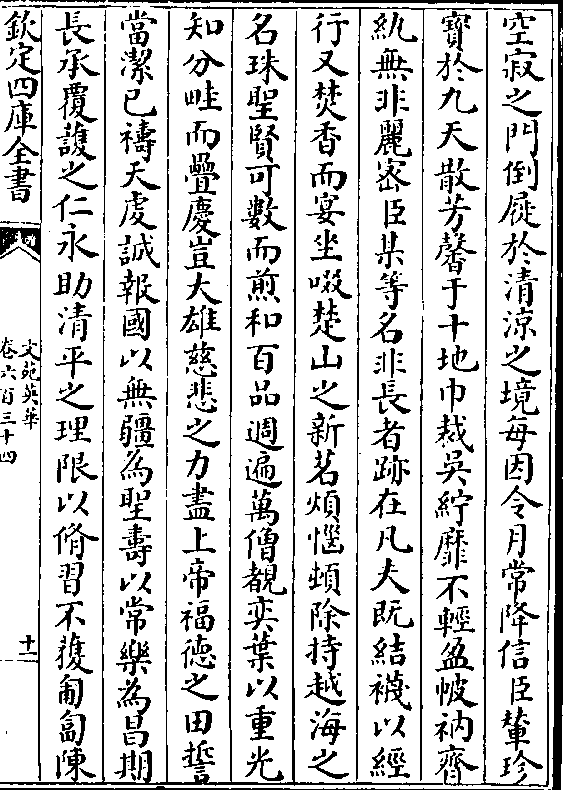 空寂之門倒屣於清涼之境每因令月常降信臣輦珍
寳於九天散芳馨于十地巾裁吳紵靡不輕盈帔衲齊
紈無非麗宻臣某等名非長者跡在凡夫既結襪以經
行又焚香而宴坐啜楚山之新茗煩惱頓除持越海之
名珠聖賢可數而煎和百品週遍萬僧覩奕葉以重光
知分畦而疊慶豈大雄慈悲之力盡上帝福德之田誓
當潔已禱天䖍誠報國以無疆為聖壽以常樂為昌期
長承覆䕶之仁永助清平之理限以脩習不獲匍匐陳
欽定四庫全書
文苑英華
卷六百三十四
十一